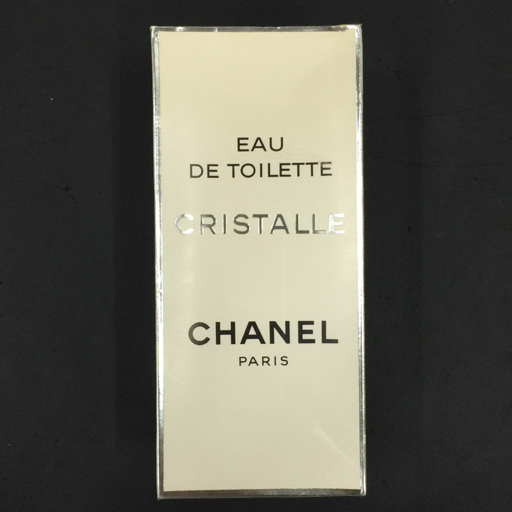 EAU
DE TOILETTE
CRISTALLE
CHANEL
PARIS